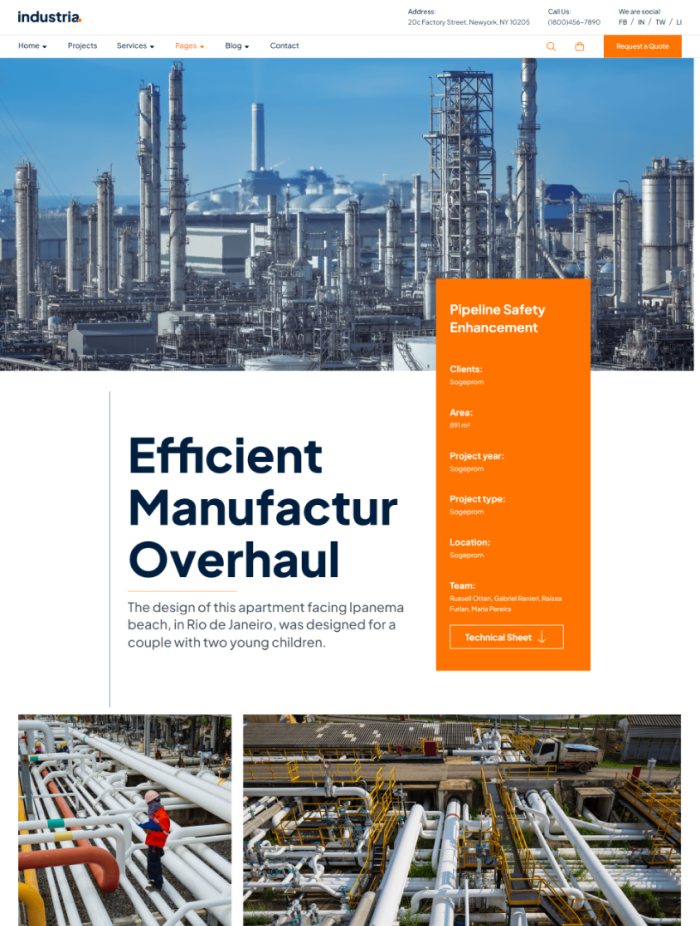 industria.
Address:
20c Factory Street, Newyork, NY 10205
Call Us:
(1800)456-7890
We are social
FB / IN / TW / LI
Home
Projects
Services
Pages
Blog
Contact
Request a Quote
Pipeline Safety
Enhancement
Clients:
Sogeprom
Area:
891 m²
Project year:
Sogeprom
Project type:
Sogeprom
Location:
Sogeprom
Team:
Russell Otten, Gabriel Ranieri, Raissa
Furlan, Maria Pereira
Technical Sheet
Efficient
Manufactur
Overhaul
The design of this apartment facing Ipanema
beach, in Rio de Janeiro, was designed for a
couple with two young children.